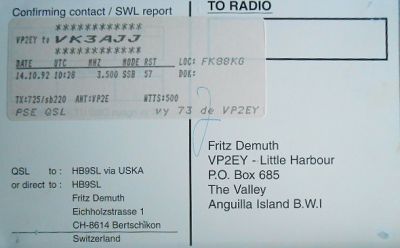 Confirming contact / SWL report
TO RADIO
************
VP2EY to VK3AJJ
************
DATE UTC MHZ MODE RST LOC: FK88KG
14.10.92 10:28 3.500 SSB 57 DOK:
TX:725/sb220 ANT:VP2E WTTS:500
PSE QSL vy 73 de VP2EY
QSL to : HB9SL via USKA
or direct to : HB9SL
Fritz Demuth
Eichholzstrasse 1
CH-8614 Bertschikon
Switzerland
Fritz Demuth
VP2EY - Little Harbour
P.O. Box 685
The Valley
Anguilla Island B.W.I